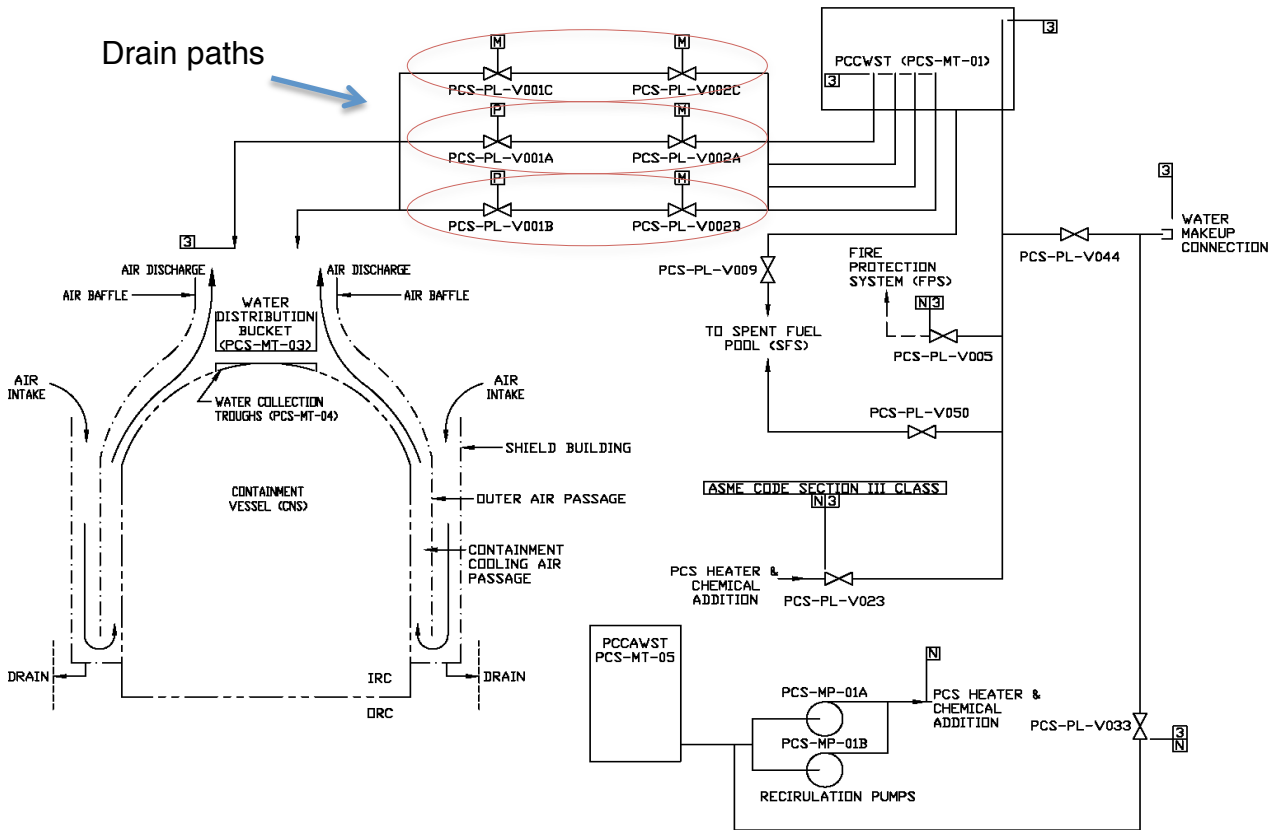 Drain paths
M
M
PCS-PL-V001C
PCS-PL-V002C
P
M
PCS-PL-V001A
PCS-PL-V002A
P
M
PCS-PL-V001B
PCS-PL-V002B
3
PCCWST (PCS-MT-01)
3
3
WATER
MAKEUP
CONNECTION
PCS-PL-V044
PCS-PL-V009
FIRE
PROTECTION
SYSTEM (FPS)
N 3
PCS-PL-V005
TO SPENT FUEL
POOL (SFS)
PCS-PL-V050
3
AIR DISCHARGE
AIR DISCHARGE
AIR BAFFLE
AIR BAFFLE
WATER
DISTRIBUTION
BUCKET
(PCS-MT-03)
AIR
INTAKE
AIR
INTAKE
WATER COLLECTION
TROUGHS (PCS-MT-04)
SHIELD BUILDING
CONTAINMENT
VESSEL (CNS)
OUTER AIR PASSAGE
CONTAINMENT
COOLING AIR
PASSAGE
DRAIN
IRC
ORC
DRAIN
ASME CODE SECTION III CLASS
N 3
PCS HEATER &
CHEMICAL
ADDITION
PCS-PL-V023
PCCAWST
PCS-MT-05
PCS-MP-01A
PCS-MP-01B
RECIRULATION PUMPS
N
PCS HEATER &
CHEMICAL
ADDITION
PCS-PL-V033
3
N